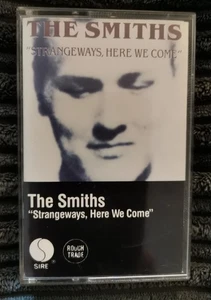 THE SMITHS
"STRANGEWAYS, HERE WE COME"
The Smiths
"Strangeways, Here We Come"
SIRE
ROUGH
TRADE